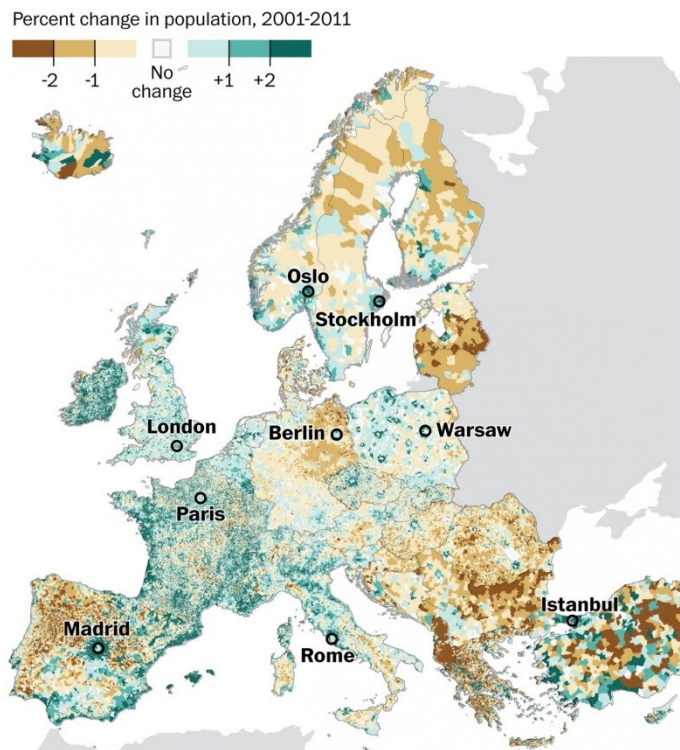 Percent change in population, 2001-2011
-2 -1 No change +1 +2
Oslo
Stockholm
London
Berlin
Warsaw
Paris
Istanbul
Madrid
Rome